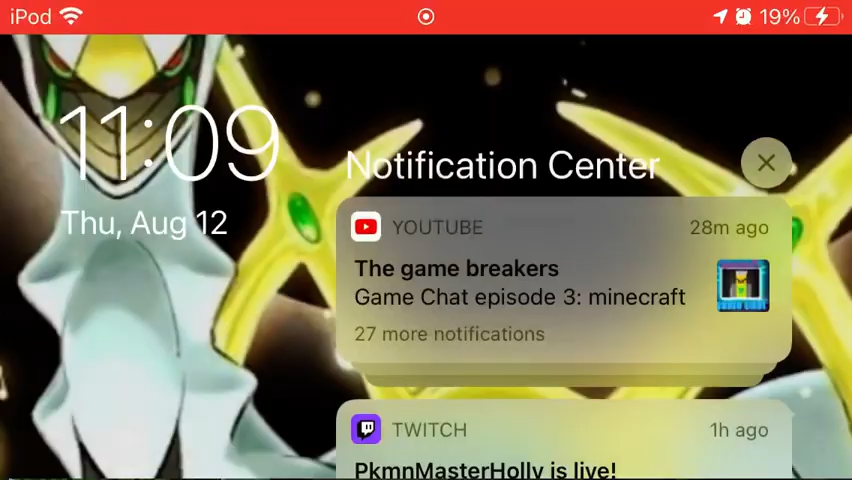 iPod
19%
11:09
Thu, Aug 12
Notification Center
YOUTUBE
28m ago
The game breakers
Game Chat episode 3: minecraft
27 more notifications
TWITCH
1h ago
PkmnMasterHolly is live!